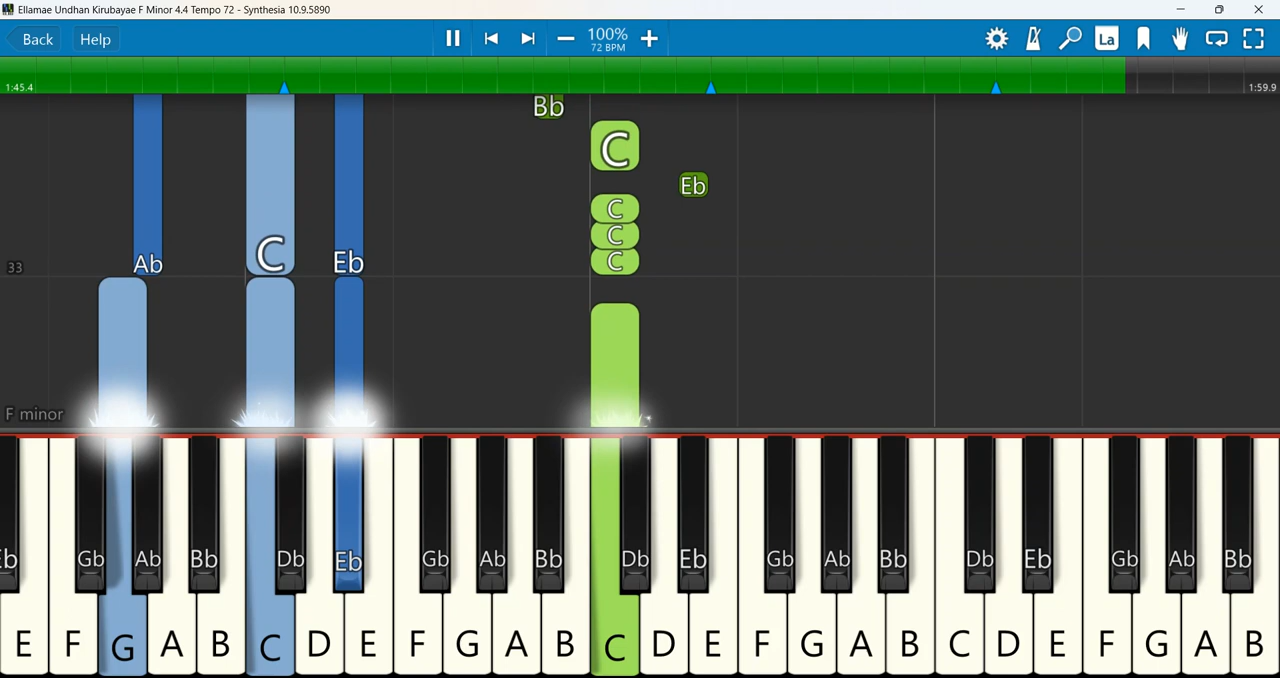 Ellamae Undhan Kirubayae F Minor 4.4 Tempo 72 - Synthesia 10.9.5890
Back Help 100% La
72 BPM
1:45.4 1:59.9
Bb
C
Eb
C
C
Ab C Eb C
33
F minor
Eb Gb Ab Bb Db Eb Gb Ab Bb Db Eb Gb Ab Bb Db Eb Gb Ab Bb
E F G A B C D E F G A B C D E F G A B C D E F G A B